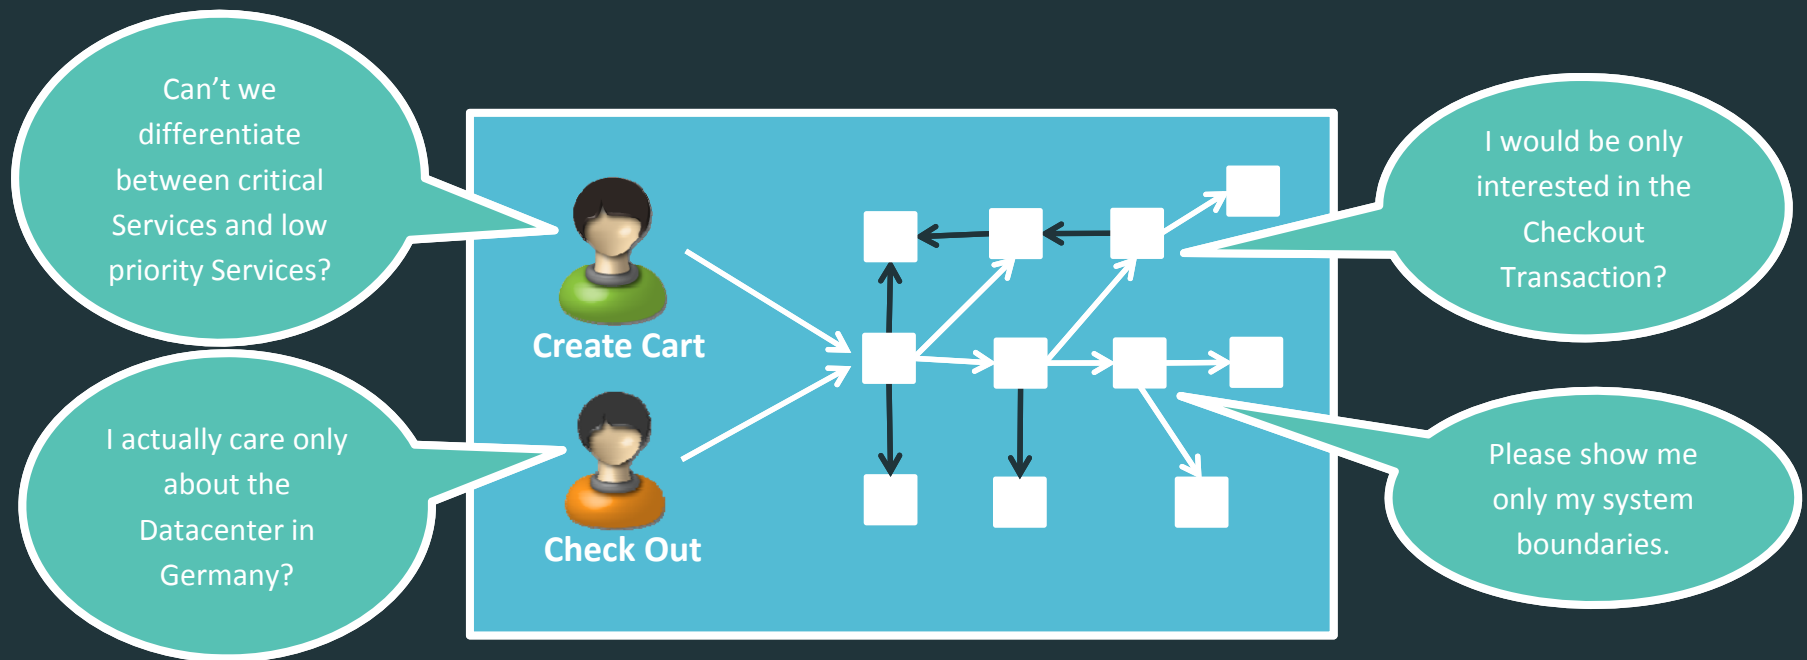 Can’t we
differentiate
between critical
Services and low
priority Services?
I actually care only
about the
Datacenter in
Germany?
Create Cart
Check Out
I would be only
interested in the
Checkout
Transaction?
Please show me
only my system
boundaries.